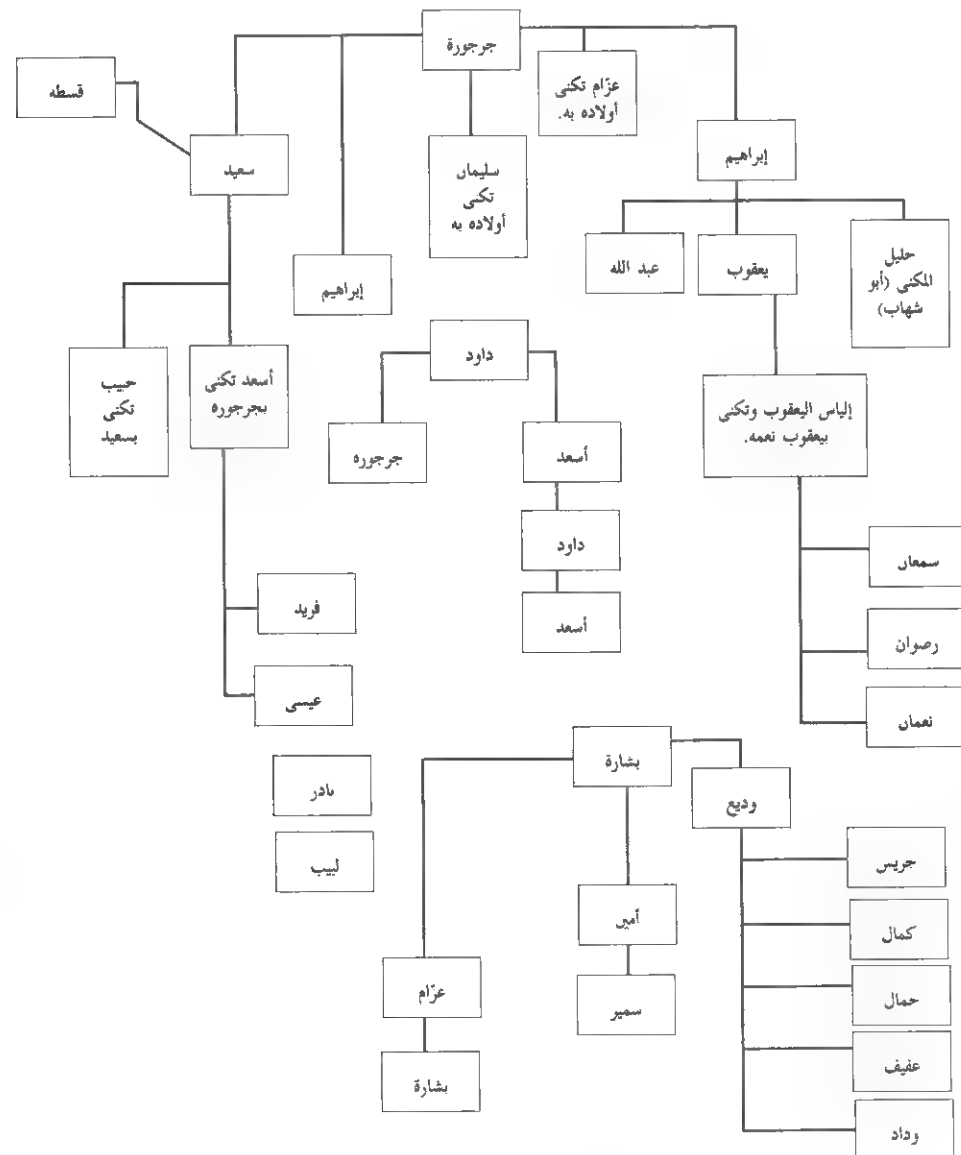 جرجورة
عزّام تكنى
أولاده به.
قسطه
سعيد
سليمان
تكنى
أولاده به
إبراهيم
إبراهيم
عبد الله
يعقوب
حليل
المكنى (أبو
شهاب)
حبيب
تكنى
بسعيد
أسعد تكنى
بجرجوره
داود
جرجوره
أسعد
داود
أسعد
إلياس اليعقوب وتكنى
بيعقوب نعمه.
سمعان
رصوان
نعمان
فريد
عيسى
نادر
لبيب
بشارة
وديع
جريس
كمال
حمال
عفيف
وداد
أمين
سمير
عزّام
بشارة